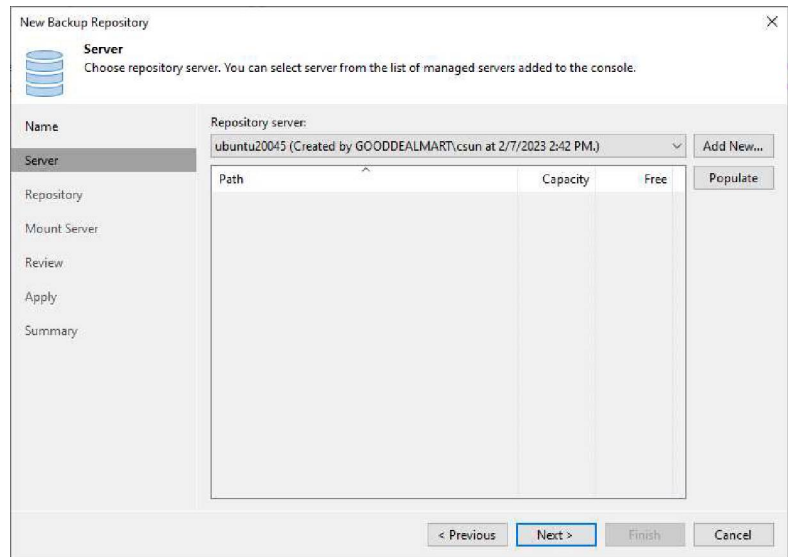 New Backup Repository
Server
Choose repository server. You can select server from the list of managed servers added to the console.
Name
Server
Repository
Mount Server
Review
Apply
Summary
Repository server:
ubuntu20045 (Created by GOODDEALMART\csun at 2/7/2023 2:42 PM.)
Add New...
Path Capacity Free
Populate
< Previous Next > Finish Cancel